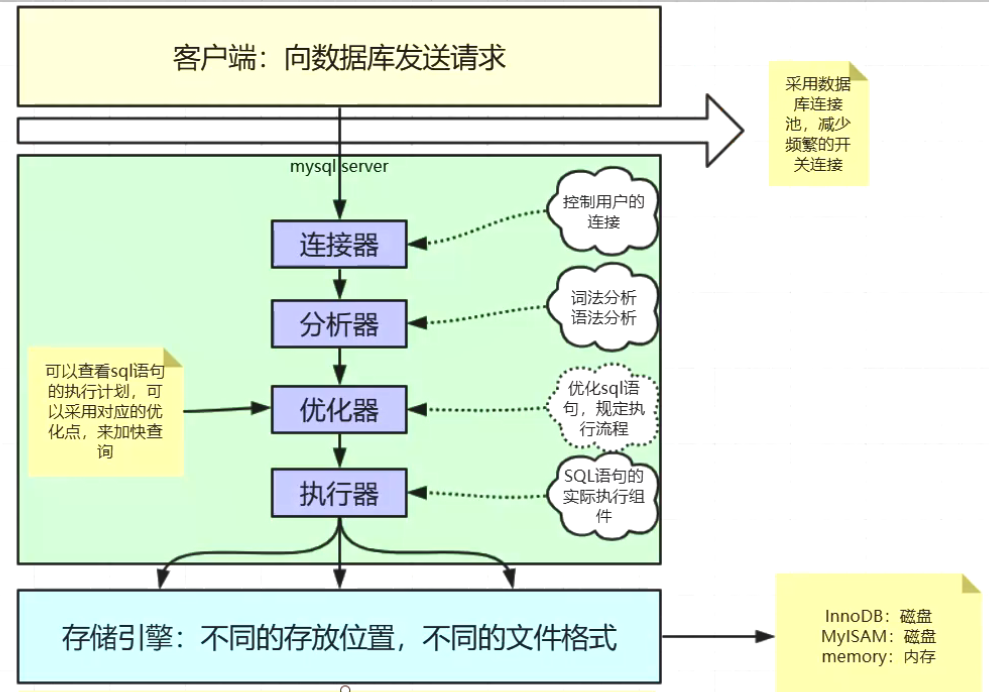 客户端：向数据库发送请求
采用数据
库连接
池，减少
频繁的开
关连接
mysql server
控制用户的
连接
连接器
词法分析
语法分析
分析器
可以查看sql语句
的执行计划，可
以采用对应的优
化点，来加快查
询
优化器
优化sql语
句，规定执
行流程
执行器
SQL语句的
实际执行组
件
存储引擎：不同的存放位置，不同的文件格式
InnoDB：磁盘
MyISAM：磁盘
memory：内存